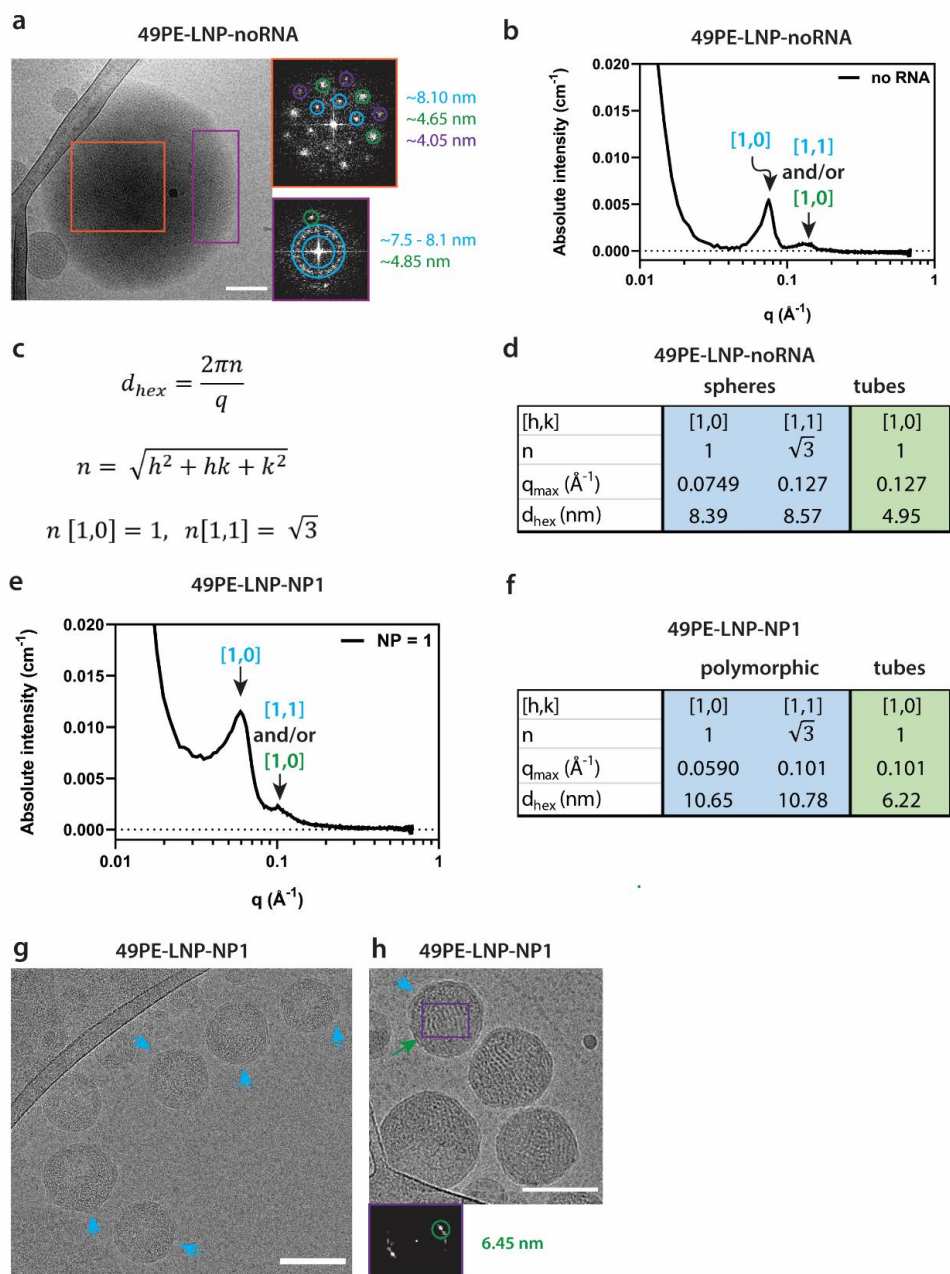 a
49PE-LNP-noRNA
~8.10 nm
~4.65 nm
~4.05 nm
~7.5 - 8.1 nm
~4.85 nm
b
49PE-LNP-noRNA
no RNA
Absolute intensity (cm⁻¹)
0.020
0.015
0.010
0.005
0.000
[1,0]
[1,1]
and/or
[1,0]
0.01 0.1 1
q (Å⁻¹)
c
d_hex = 2πn / q
n = √(h² + hk + k²)
n [1,0] = 1, n[1,1] = √3
d
49PE-LNP-noRNA
spheres tubes
[h,k] [1,0] [1,1] [1,0]
n 1 √3 1
q_max (Å⁻¹) 0.0749 0.127 0.127
d_hex (nm) 8.39 8.57 4.95
e
49PE-LNP-NP1
NP = 1
Absolute intensity (cm⁻¹)
0.020
0.015
0.010
0.005
0.000
[1,0]
[1,1]
and/or
[1,0]
0.01 0.1 1
q (Å⁻¹)
f
49PE-LNP-NP1
polymorphic tubes
[h,k] [1,0] [1,1] [1,0]
n 1 √3 1
q_max (Å⁻¹) 0.0590 0.101 0.101
d_hex (nm) 10.65 10.78 6.22
g
49PE-LNP-NP1
h
49PE-LNP-NP1
6.45 nm